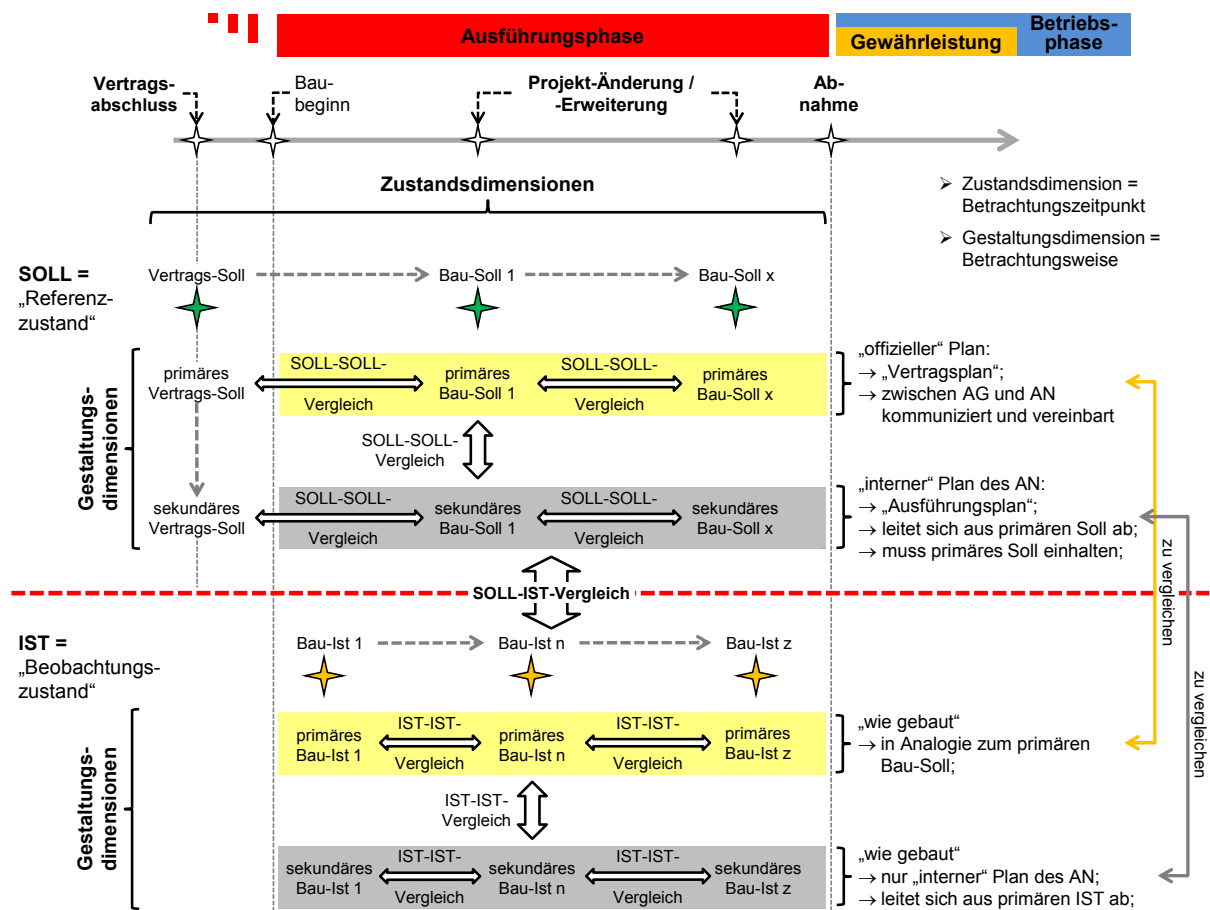 Ausführungsphase
Betriebs-
phase
Gewährleistung
Vertrags-
abschluss
Bau-
beginn
Projekt-Änderung /
-Erweiterung
Ab-
nahme
Zustandsdimensionen
➢ Zustandsdimension =
Betrachtungszeitpunkt
➢ Gestaltungsdimension =
Betrachtungsweise
SOLL =
„Referenz-
zustand“
Vertrags-Soll
Bau-Soll 1
Bau-Soll x
Gestaltungs-
dimensionen
primäres
Vertrags-Soll
SOLL-SOLL-
Vergleich
primäres
Bau-Soll 1
SOLL-SOLL-
Vergleich
primäres
Bau-Soll x
„offizieller“ Plan:
→ „Vertragsplan“;
→ zwischen AG und AN
kommuniziert und vereinbart
SOLL-SOLL-
Vergleich
sekundäres
Vertrags-Soll
SOLL-SOLL-
Vergleich
sekundäres
Bau-Soll 1
SOLL-SOLL-
Vergleich
sekundäres
Bau-Soll x
„interner“ Plan des AN:
→ „Ausführungsplan“;
→ leitet sich aus primären Soll ab;
→ muss primäres Soll einhalten;
SOLL-IST-Vergleich
zu vergleichen
zu vergleichen
IST =
„Beobachtungs-
zustand“
Bau-Ist 1
Bau-Ist n
Bau-Ist z
Gestaltungs-
dimensionen
primäres
Bau-Ist 1
IST-IST-
Vergleich
primäres
Bau-Ist n
IST-IST-
Vergleich
primäres
Bau-Ist z
„wie gebaut“
→ in Analogie zum primären
Bau-Soll;
IST-IST-
Vergleich
sekundäres
Bau-Ist 1
IST-IST-
Vergleich
sekundäres
Bau-Ist n
IST-IST-
Vergleich
sekundäres
Bau-Ist z
„wie gebaut“
→ nur „interner“ Plan des AN;
→ leitet sich aus primären IST ab;